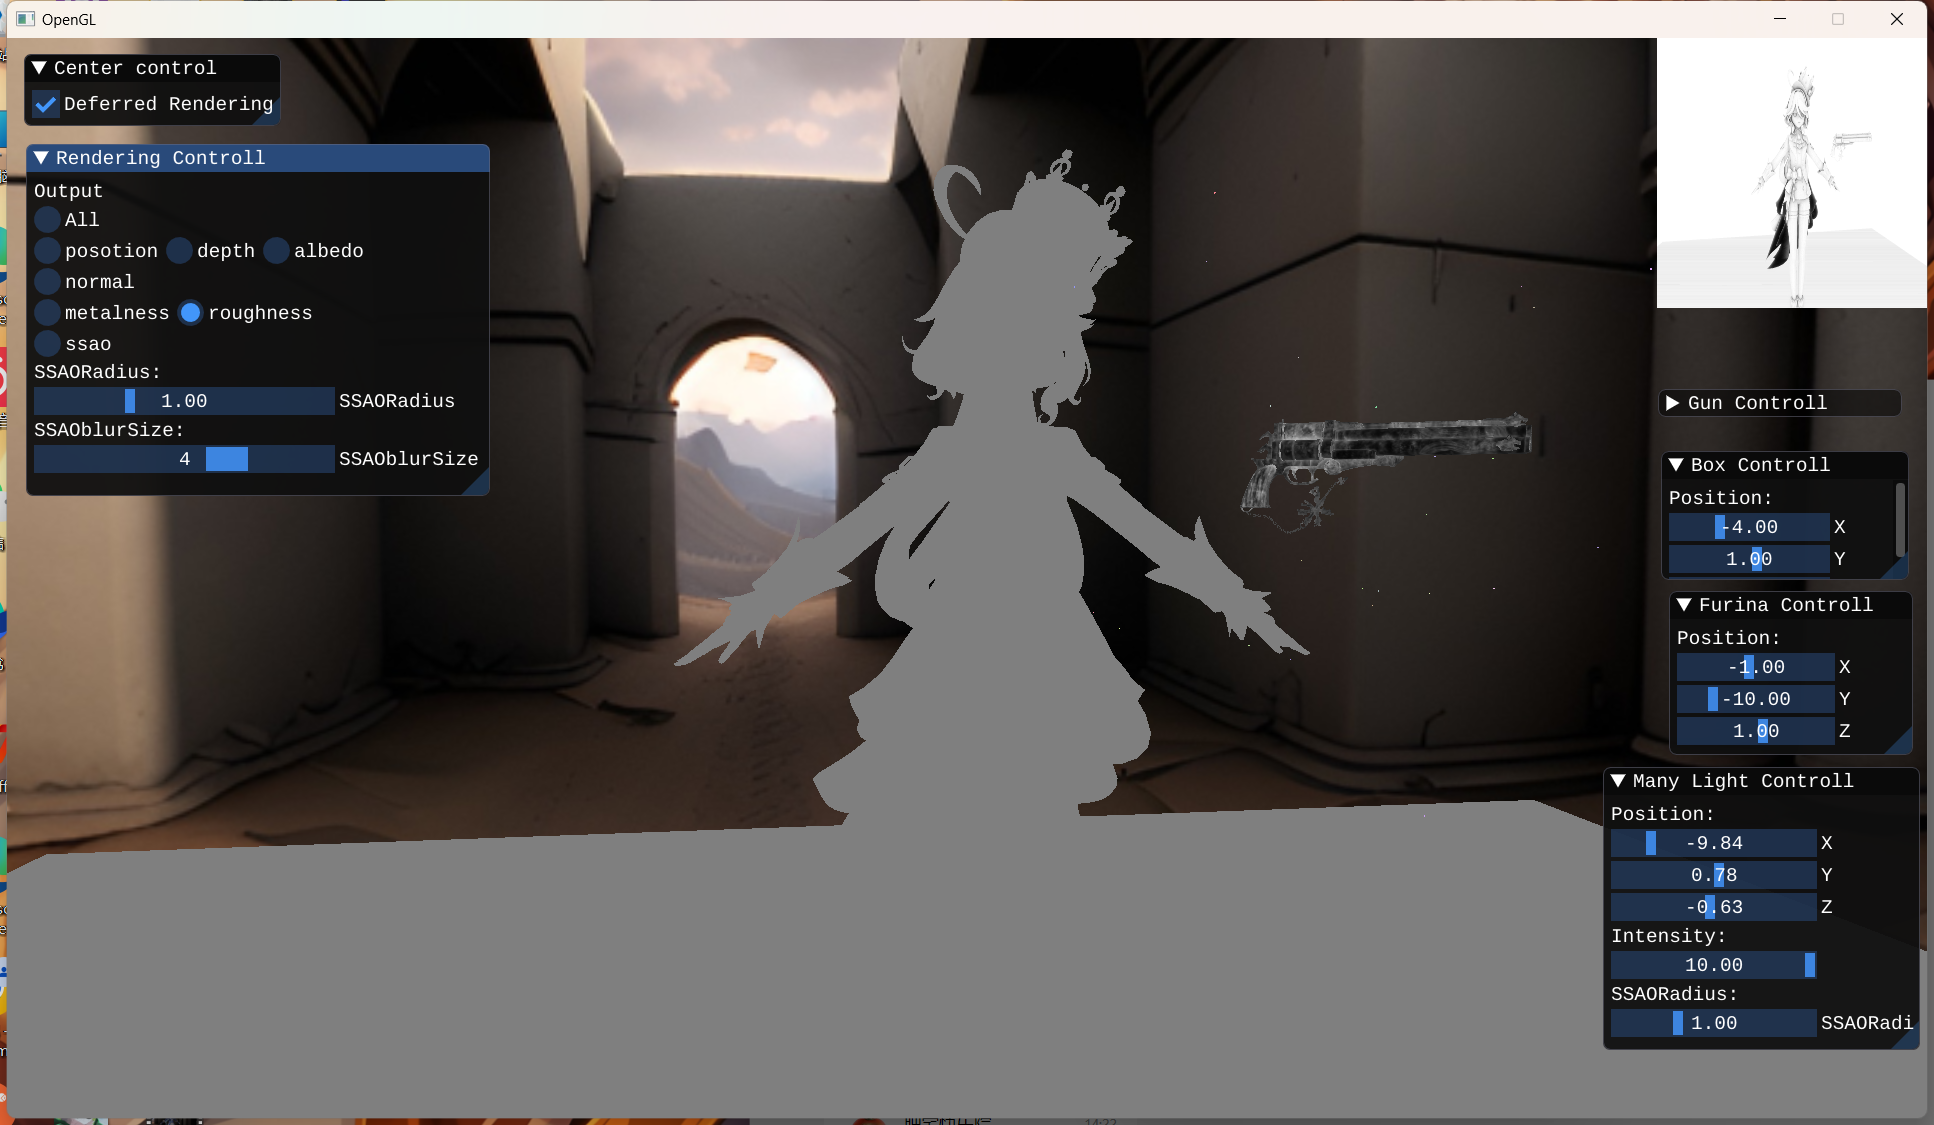 OpenGL
Center control
Deferred Rendering
Rendering Controll
Output
All
posotion depth albedo
normal
metalness roughness
ssao
SSAORadius:
1.00 SSAORadius
SSAOblurSize:
4 SSAOblurSize
Gun Controll
Box Controll
Position:
-4.00 X
1.00 Y
Furina Controll
Position:
-1.00 X
-10.00 Y
1.00 Z
Many Light Controll
Position:
-9.84 X
0.78 Y
-0.63 Z
Intensity:
10.00
SSAORadius:
1.00 SSAORadi